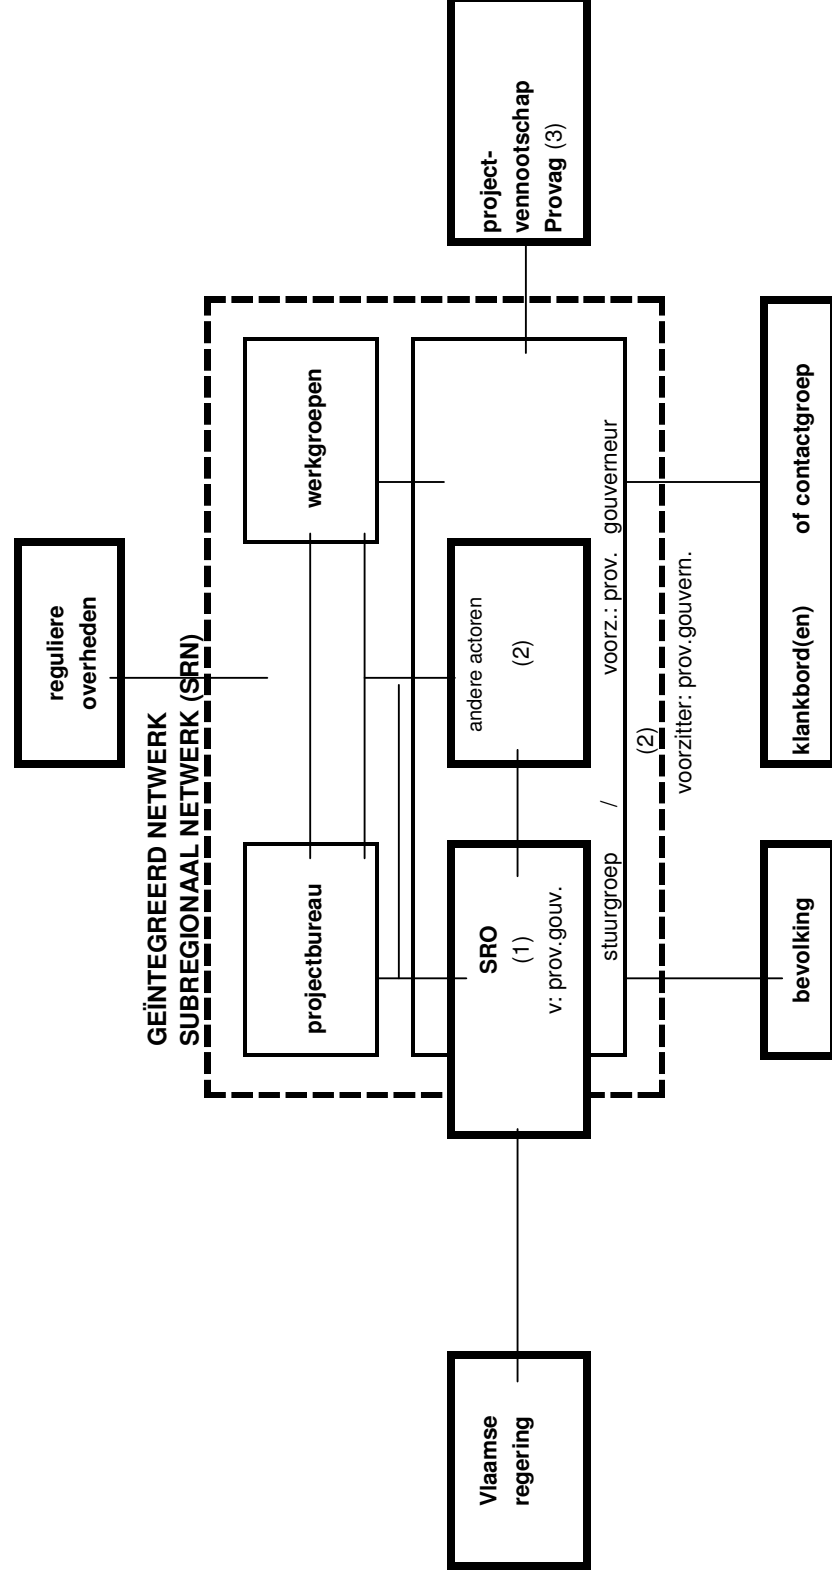 reguliere
overheden
GEÏNTEGREERD NETWERK
SUBREGIONAAL NETWERK (SRN)
projectbureau
werkgroepen
Vlaamse
regering
SRO
(1)
v: prov.gouv.
andere actoren
(2)
project-
vennootschap
Provag (3)
stuurgroep / voorz.: prov. gouverneur
(2)
voorzitter: prov.gouvern.
bevolking
klankbord(en) of contactgroep